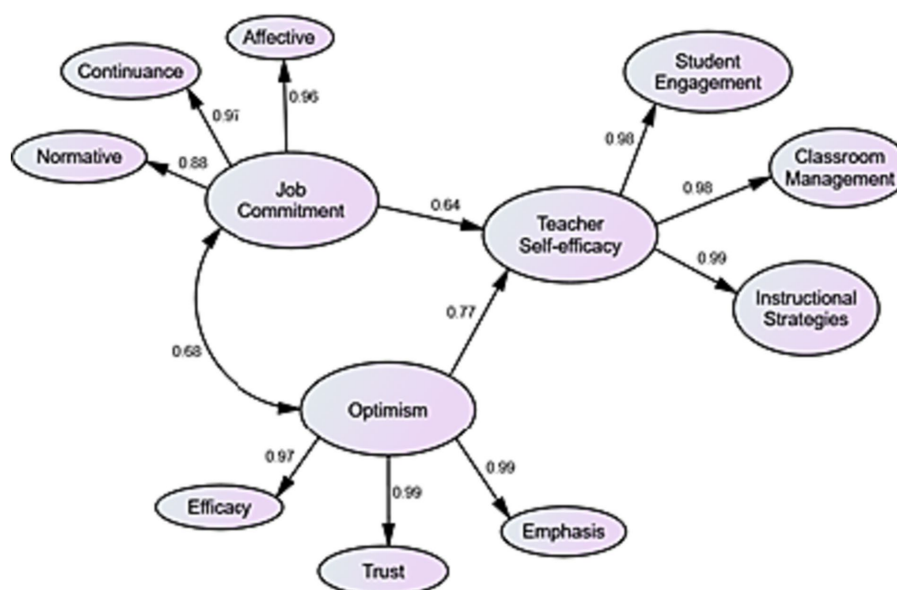 Affective
Continuance
0.96
0.97
Normative
0.88
Job
Commitment
0.64
Student
Engagement
0.98
Classroom
Management
0.98
Teacher
Self-efficacy
0.99
Instructional
Strategies
0.77
0.68
Optimism
0.97
0.99
0.99
Efficacy
Emphasis
Trust